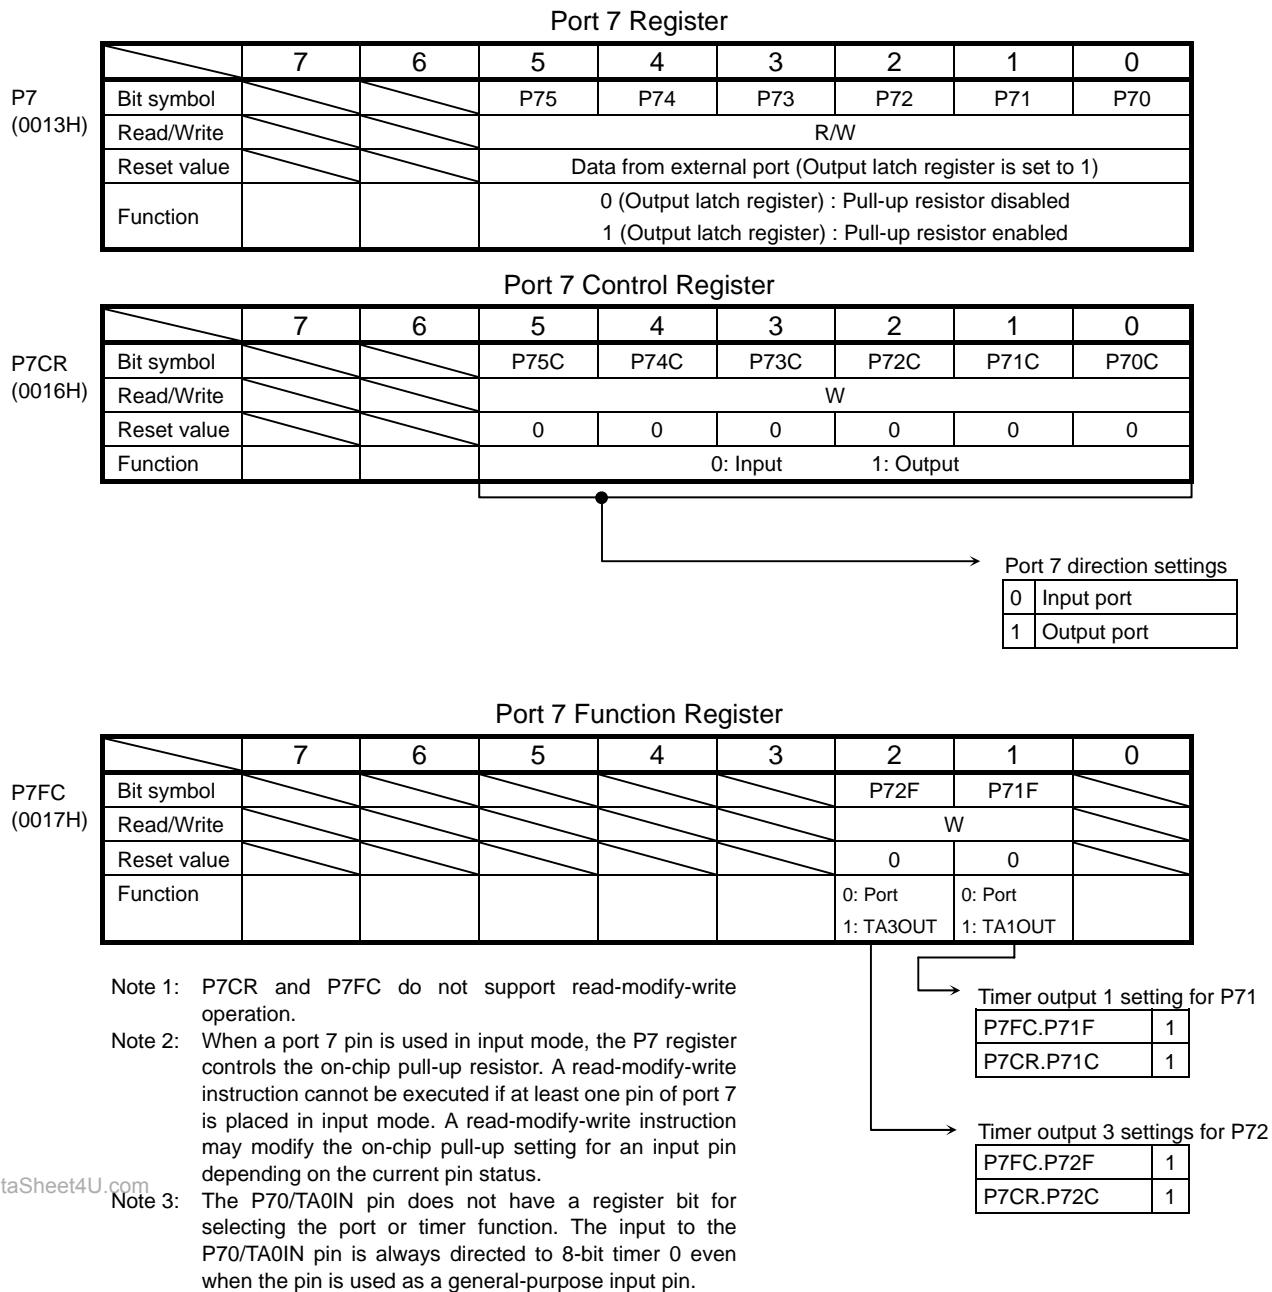 Port 7 Register
7 6 5 4 3 2 1 0
P7
(0013H)
Bit symbol P75 P74 P73 P72 P71 P70
Read/Write R/W
Reset value Data from external port (Output latch register is set to 1)
Function 0 (Output latch register) : Pull-up resistor disabled
1 (Output latch register) : Pull-up resistor enabled
Port 7 Control Register
7 6 5 4 3 2 1 0
P7CR
(0016H)
Bit symbol P75C P74C P73C P72C P71C P70C
Read/Write W
Reset value 0 0 0 0 0 0
Function 0: Input 1: Output
Port 7 direction settings
0 Input port
1 Output port
Port 7 Function Register
7 6 5 4 3 2 1 0
P7FC
(0017H)
Bit symbol P72F P71F
Read/Write W
Reset value 0 0
Function 0: Port 0: Port
1: TA3OUT 1: TA1OUT
Note 1: P7CR and P7FC do not support read-modify-write
operation.
Note 2: When a port 7 pin is used in input mode, the P7 register
controls the on-chip pull-up resistor. A read-modify-write
instruction cannot be executed if at least one pin of port 7
is placed in input mode. A read-modify-write instruction
may modify the on-chip pull-up setting for an input pin
depending on the current pin status.
taSheet4U.com
Note 3: The P70/TA0IN pin does not have a register bit for
selecting the port or timer function. The input to the
P70/TA0IN pin is always directed to 8-bit timer 0 even
when the pin is used as a general-purpose input pin.
Timer output 1 setting for P71
P7FC.P71F 1
P7CR.P71C 1
Timer output 3 settings for P72
P7FC.P72F 1
P7CR.P72C 1